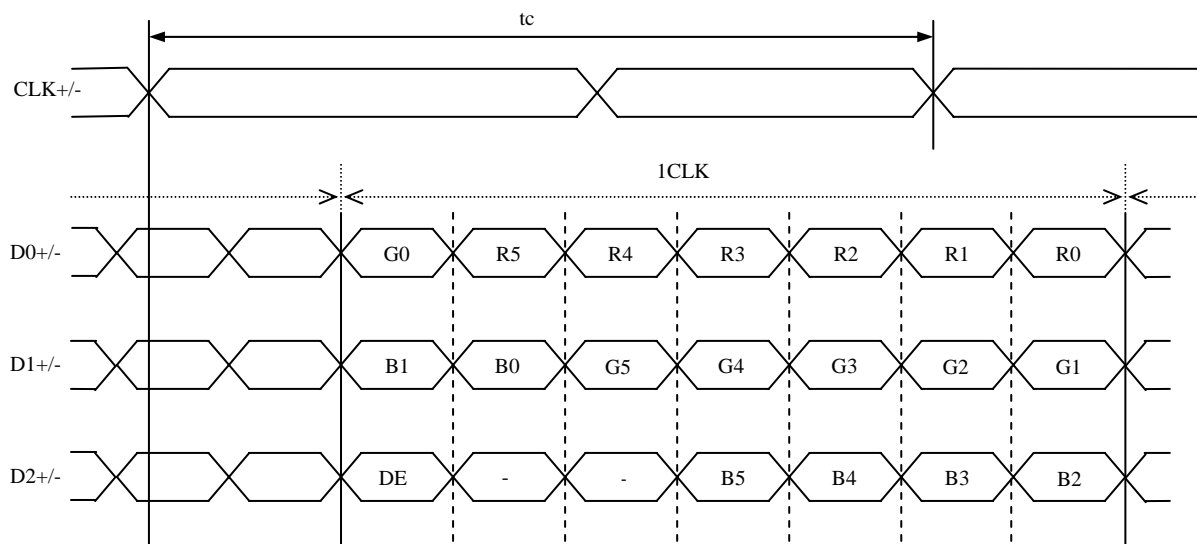 tc
CLK+/-
1CLK
D0+/- G0 R5 R4 R3 R2 R1 R0
D1+/- B1 B0 G5 G4 G3 G2 G1
D2+/- DE - - B5 B4 B3 B2